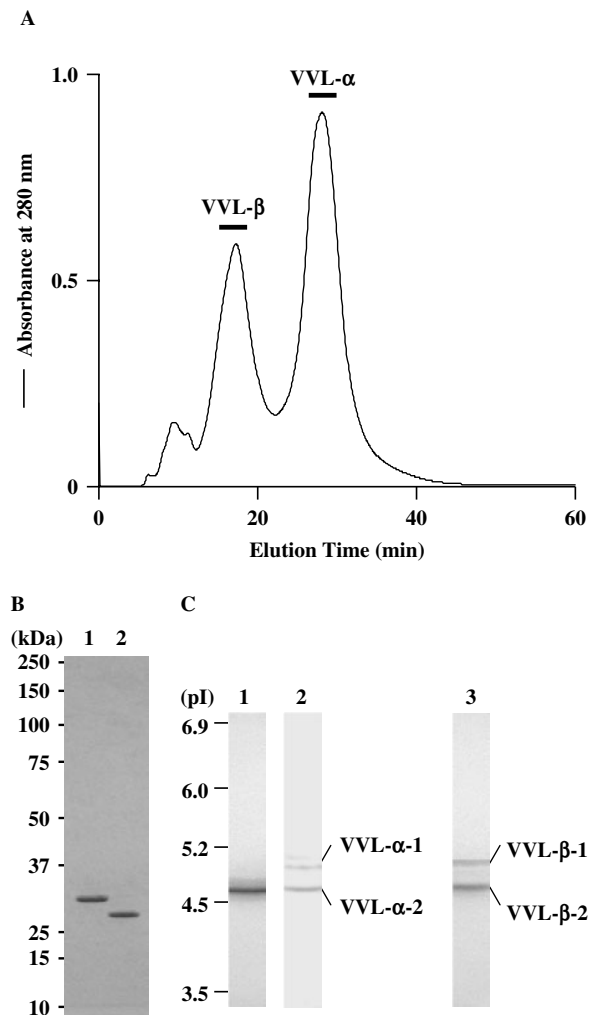 A
1.0
VVL-α
VVL-β
Absorbance at 280 nm
0.5
0
0 20 40 60
Elution Time (min)
B
(kDa) 1 2
250
150
100
75
50
37
25
15
10
C
(pI) 1 2 3
6.9
6.0
5.2
4.5
3.5
VVL-α-1
VVL-α-2
VVL-β-1
VVL-β-2